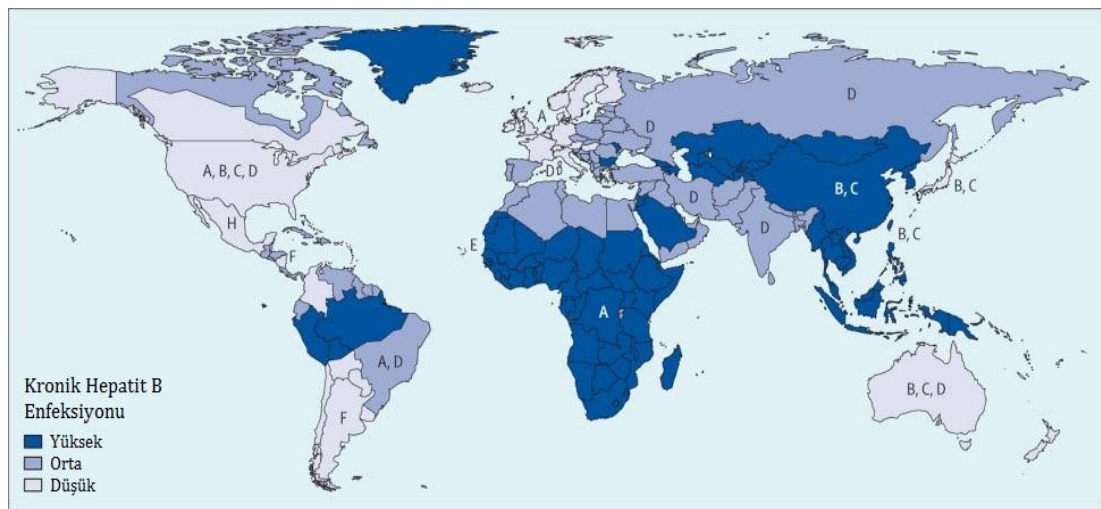 A
D
D
A, B, C, D
B, C
B, C
D
D
H
B, C
E
F
A
A, D
B, C, D
F
Kronik Hepatit B
Enfeksiyonu
Yüksek
Orta
Düşük